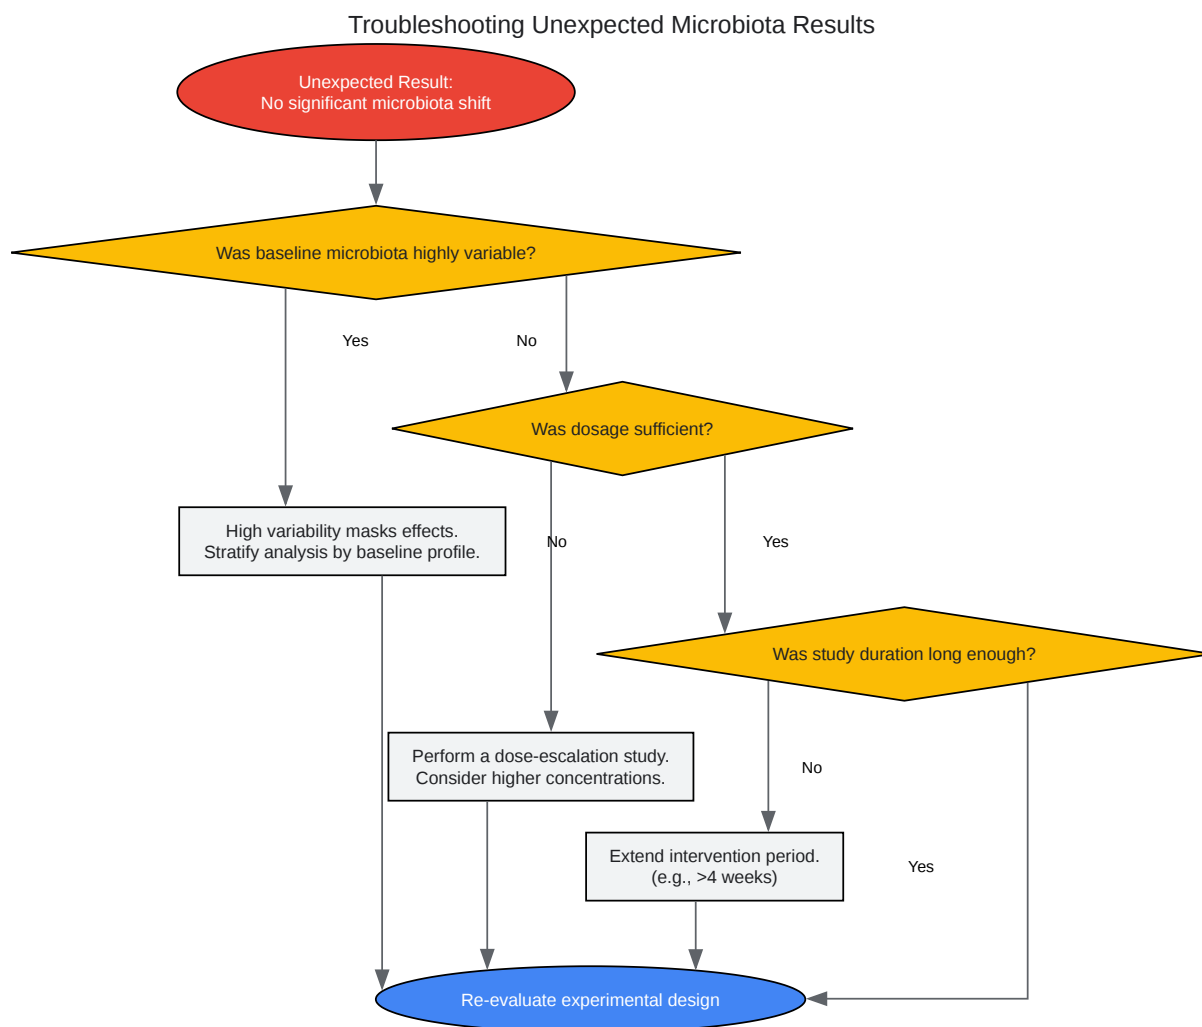 Troubleshooting Unexpected Microbiota Results
Unexpected Result:
No significant microbiota shift
Was baseline microbiota highly variable?
Yes
No
Was dosage sufficient?
High variability masks effects.
Stratify analysis by baseline profile.
No
Yes
Was study duration long enough?
Perform a dose-escalation study.
Consider higher concentrations.
No
Extend intervention period.
(e.g., >4 weeks)
Yes
Re-evaluate experimental design